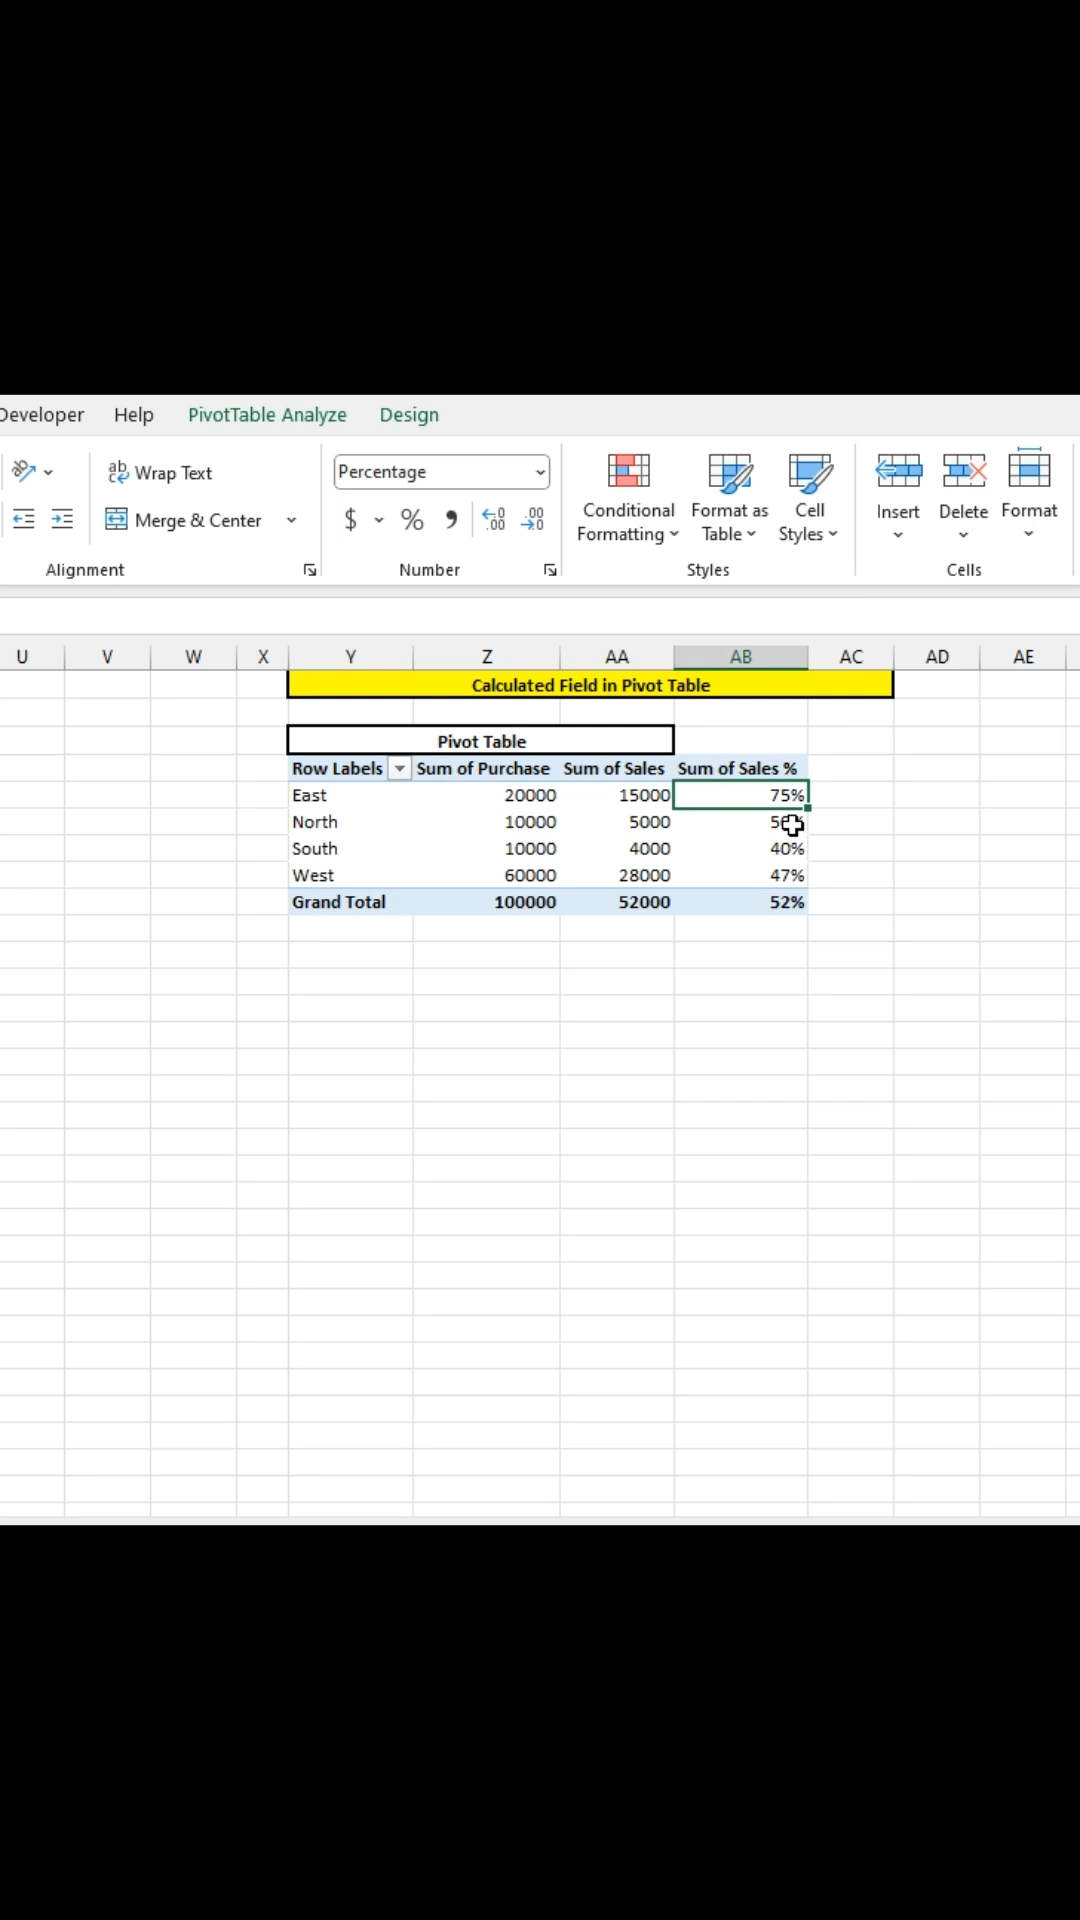 Developer Help PivotTable Analyze Design
ab Wrap Text
Percentage
Merge & Center
$ % , .00 .00
Conditional Formatting
Format as Table
Cell Styles
Insert Delete Format
Alignment Number Styles Cells
U V W X Y Z AA AB AC AD AE
Calculated Field in Pivot Table
Pivot Table
Row Labels Sum of Purchase Sum of Sales Sum of Sales %
East 20000 15000 75%
North 10000 5000
South 10000 4000 40%
West 60000 28000 47%
Grand Total 100000 52000 52%